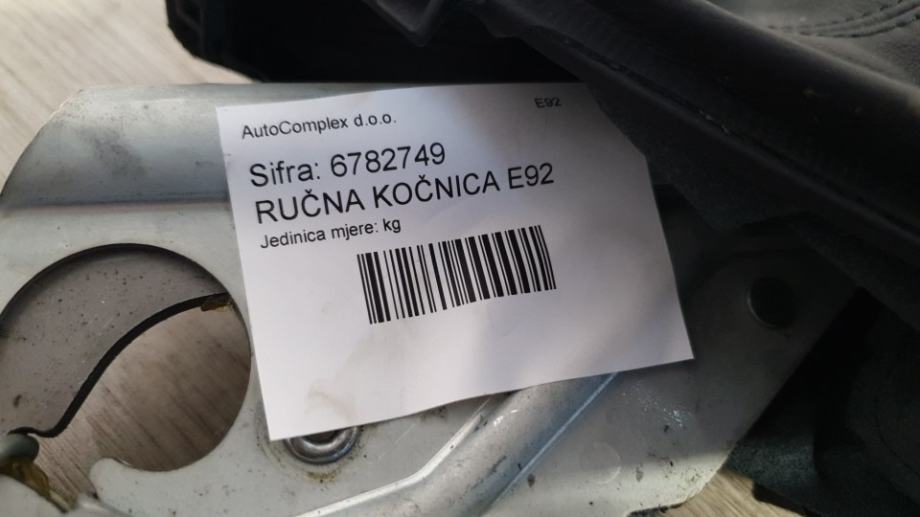 AutoComplex d.o.o.
E92
Sifra: 6782749
RUČNA KOČNICA E92
Jedinica mjere: kg